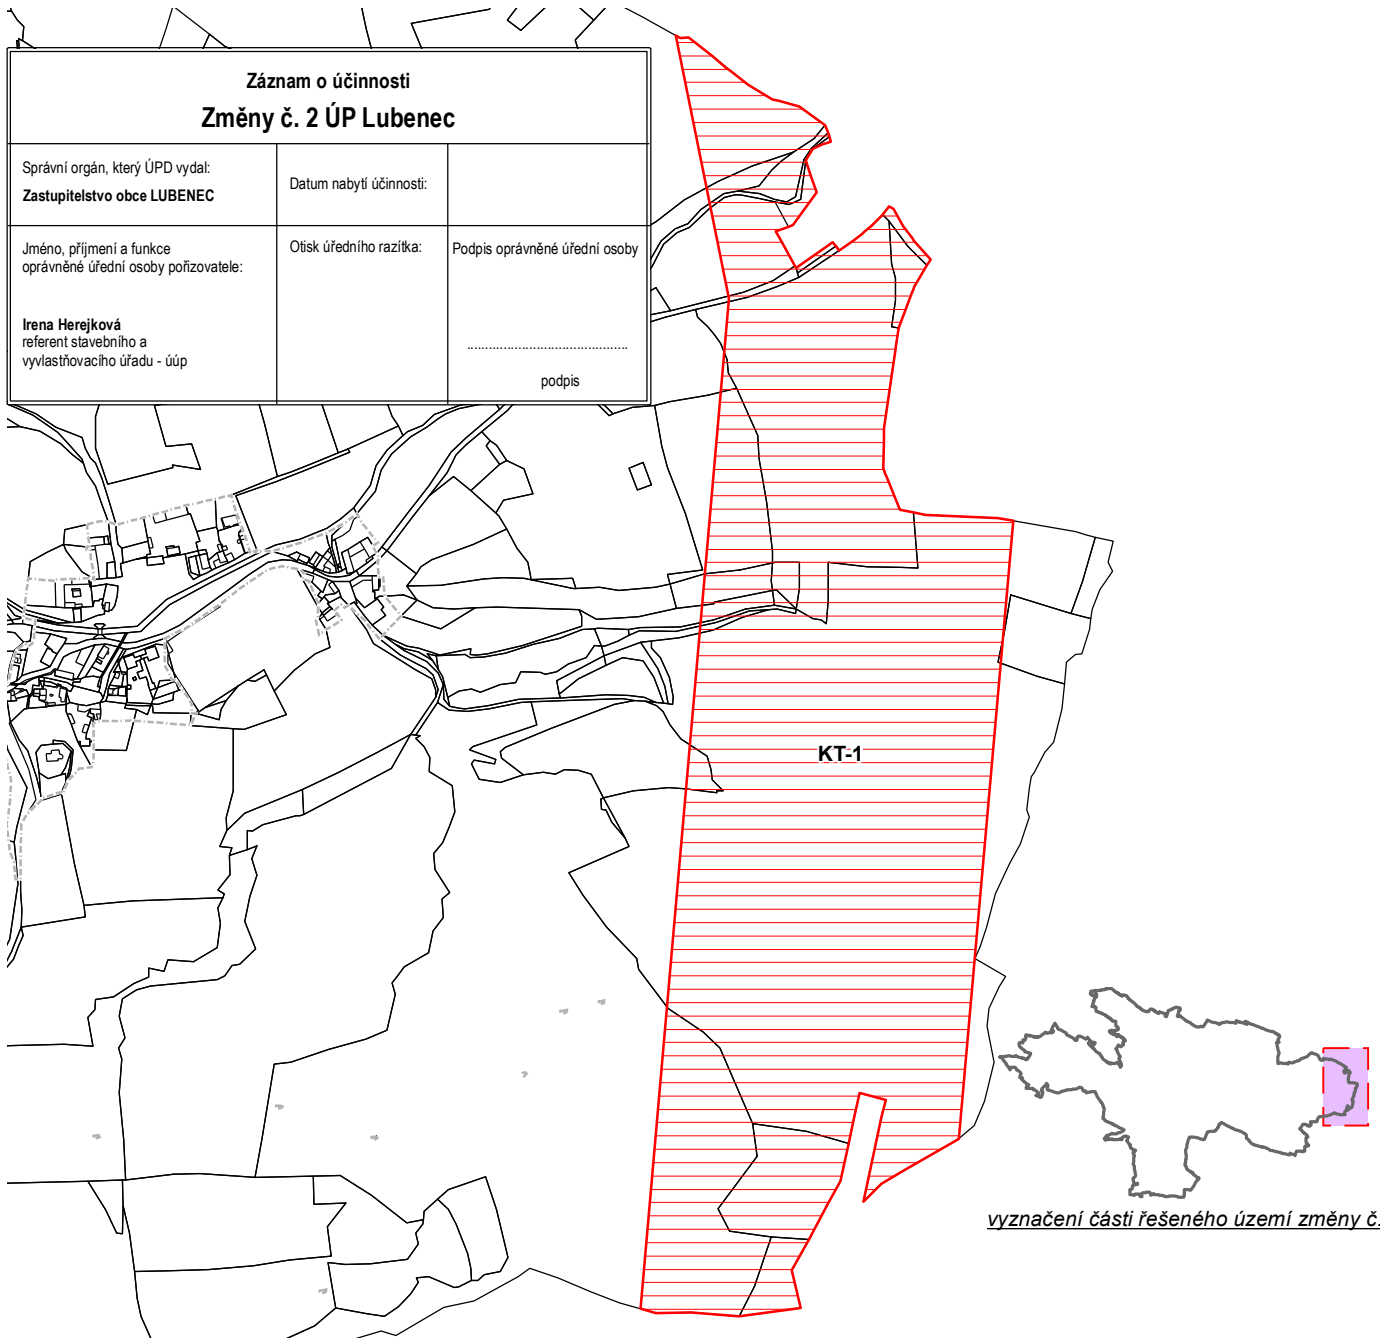 Záznam o účinnosti
Změny č. 2 ÚP Lubenec
Správní orgán, který ÚPD vydal:
Zastupitelstvo obce LUBENEC
Datum nabytí účinnosti:
Jméno, příjmení a funkce
oprávněné úřední osoby pořizovatele:
Irena Herejková
referent stavebního a
vyvlastňovacího úřadu - úúp
Otisk úředního razítka:
Podpis oprávněné úřední osoby
..........................................
podpis
KT-1
vyznačení části řešeného území změny č.